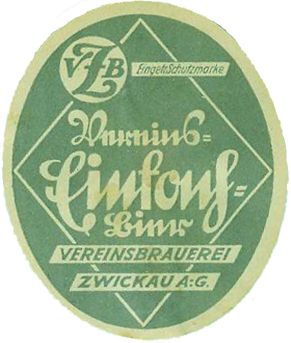 VZB
Eingetr. Schutzmarke
Vereins=
Einfach=
Bier
VEREINSBRAUEREI
ZWICKAU A:G.